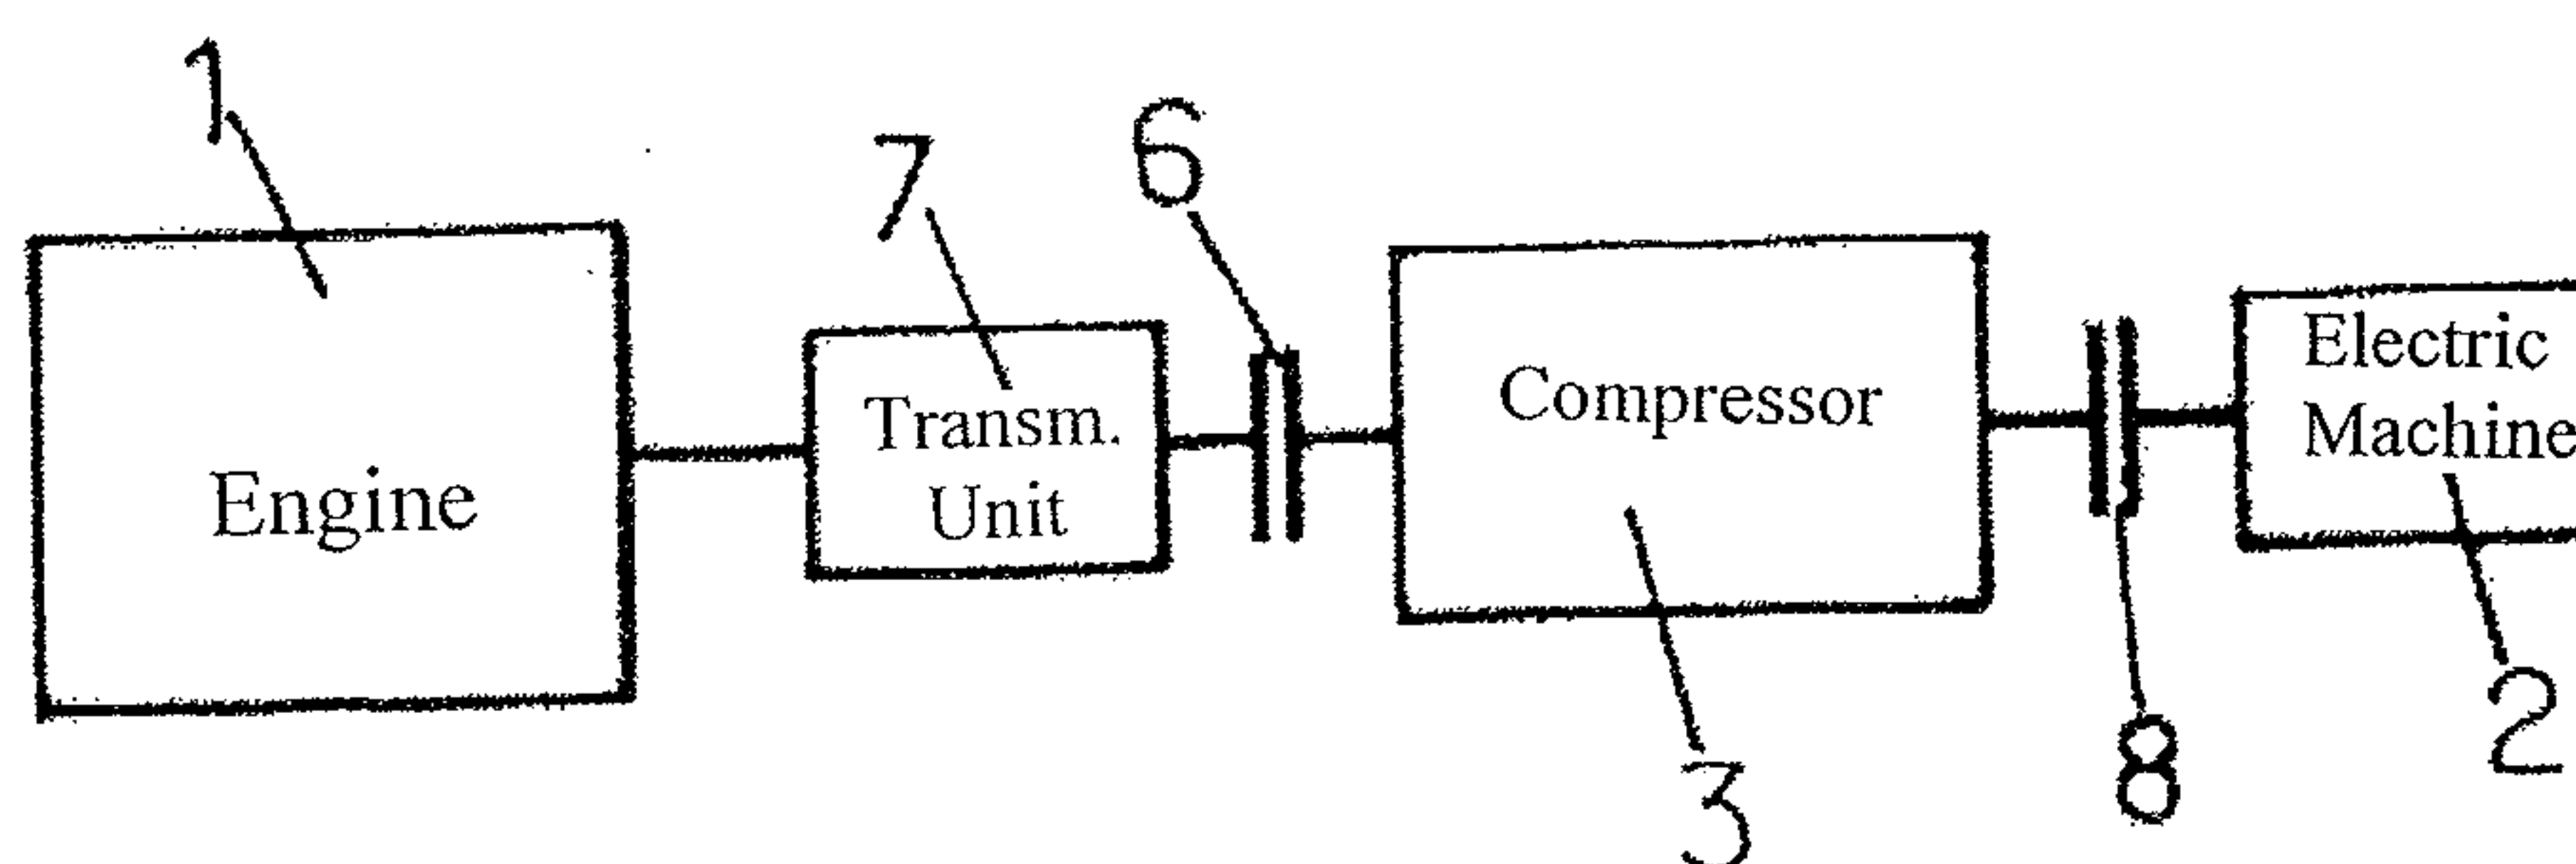 1
7
6
Engine
Transm.
Unit
Compressor
Electric
Machine
3
8
2